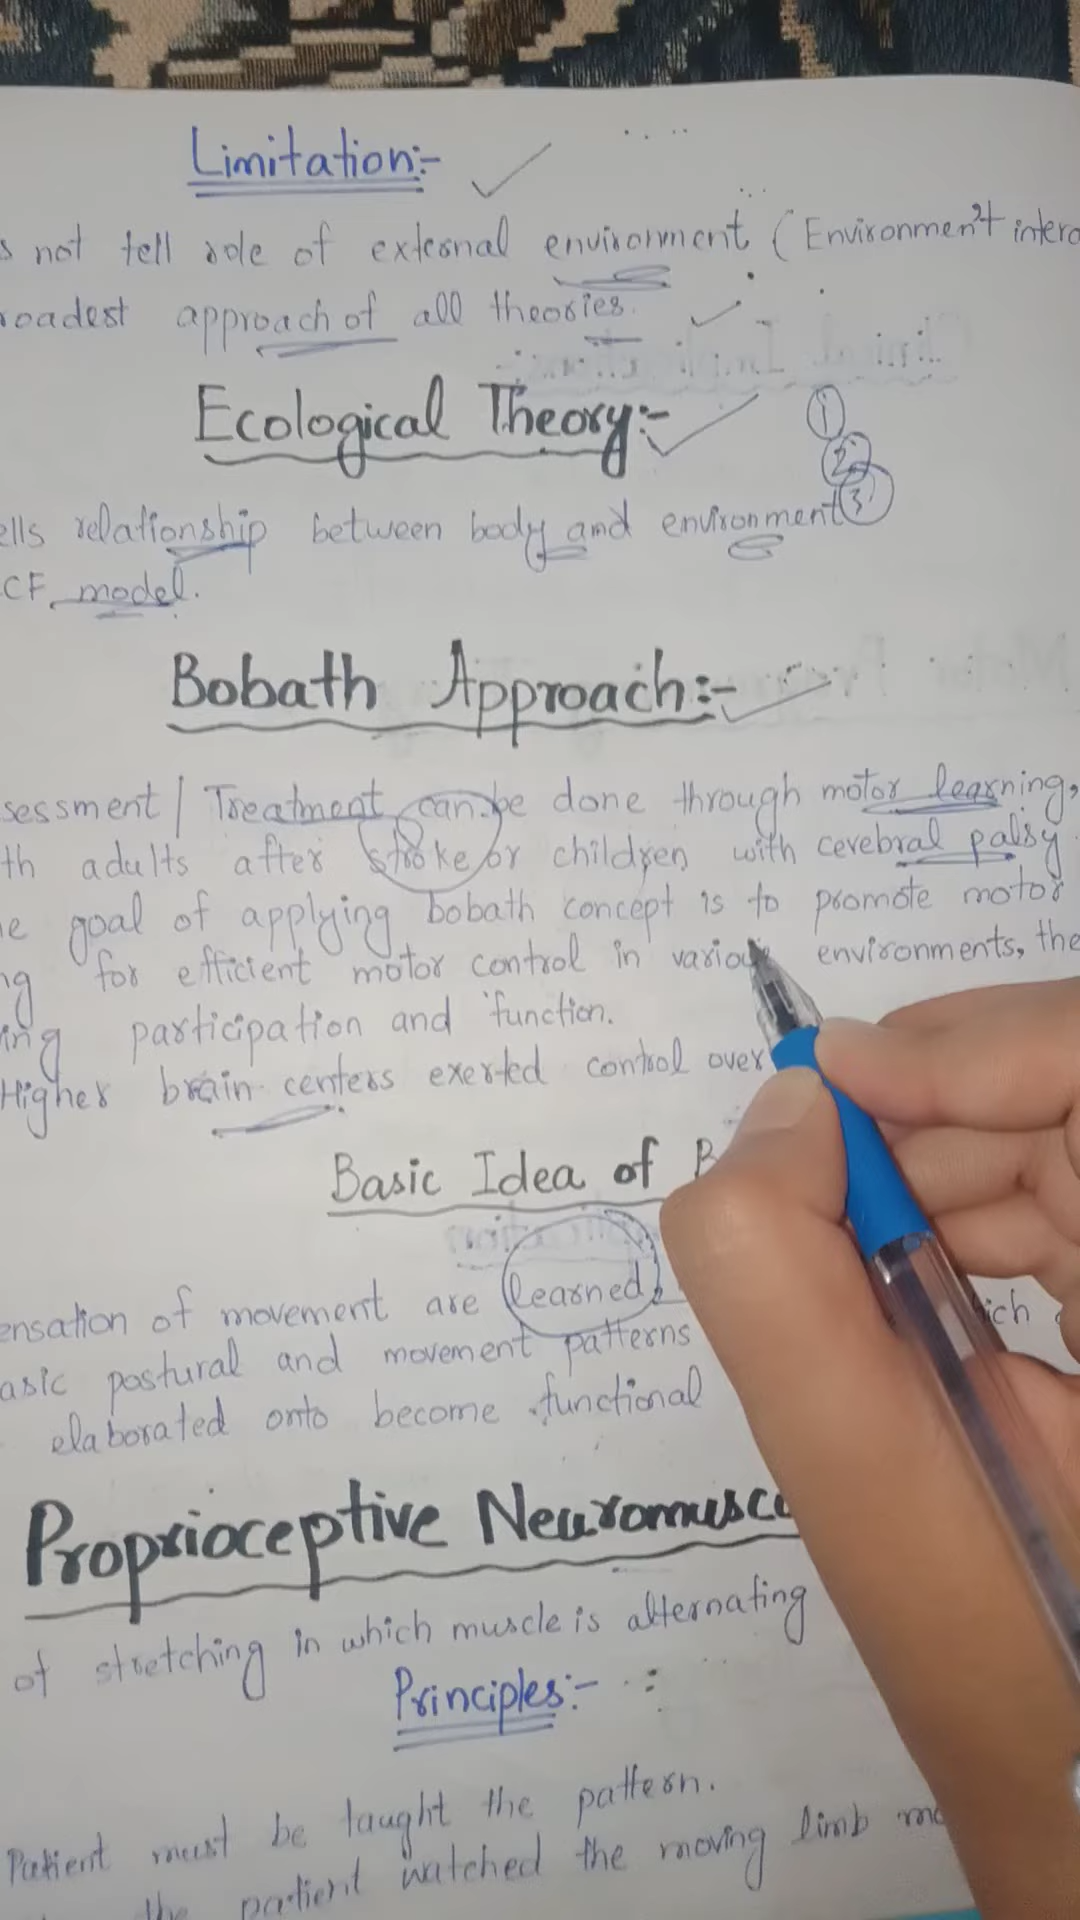 Limitation:-
s not tell role of external environment (Environment
roadest approach of all theories.
Ecological Theory:-
1
2
3
ells relationship between body and environment
CF model.
Bobath Approach:-
sessment / Treatment can be done through motor learning,
th adults after stroke or children with cerebral palsy
e goal of applying bobath concept is to promote motor
ng for efficient motor control in various environments, the
ing participation and function.
Higher brain centers exerted control over
Basic Idea of B
ensation of movement are learned,
asic postural and movement patterns
elaborated onto become functional
Proprioceptive Neuromuscu
of stretching in which muscle is alternating
Principles:-
Patient must be taught the pattern.
the patient watched the moving limb mo